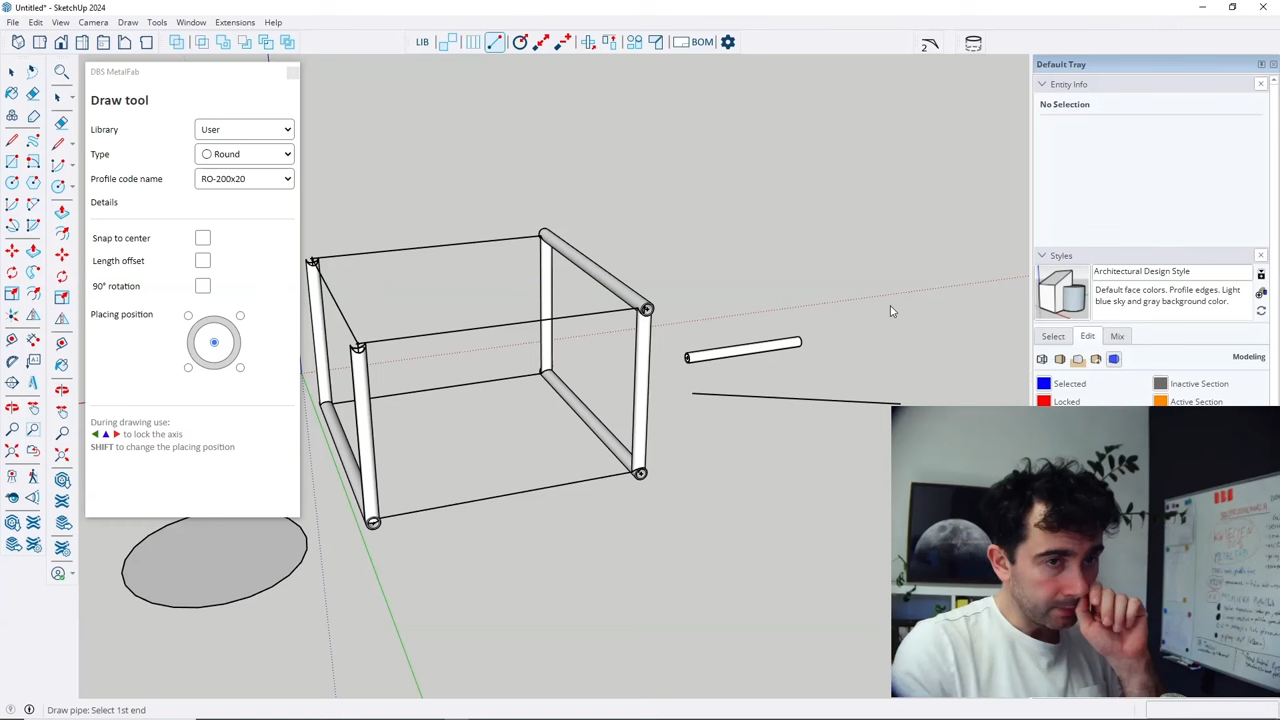 Untitled* - SketchUp 2024
File Edit View Camera Draw Tools Window Extensions Help
LIB
BOM
2
DBS MetalFab
Draw tool
Library User
Type Round
Profile code name RO-200x20
Details
Snap to center
Length offset
90° rotation
Placing position
During drawing use:
to lock the axis
SHIFT to change the placing position
Default Tray
Entity Info
No Selection
Styles
Architectural Design Style
Default face colors. Profile edges. Light
blue sky and gray background color.
Select Edit Mix
Modeling
Selected Inactive Section
Locked Active Section
Draw pipe: Select 1st end